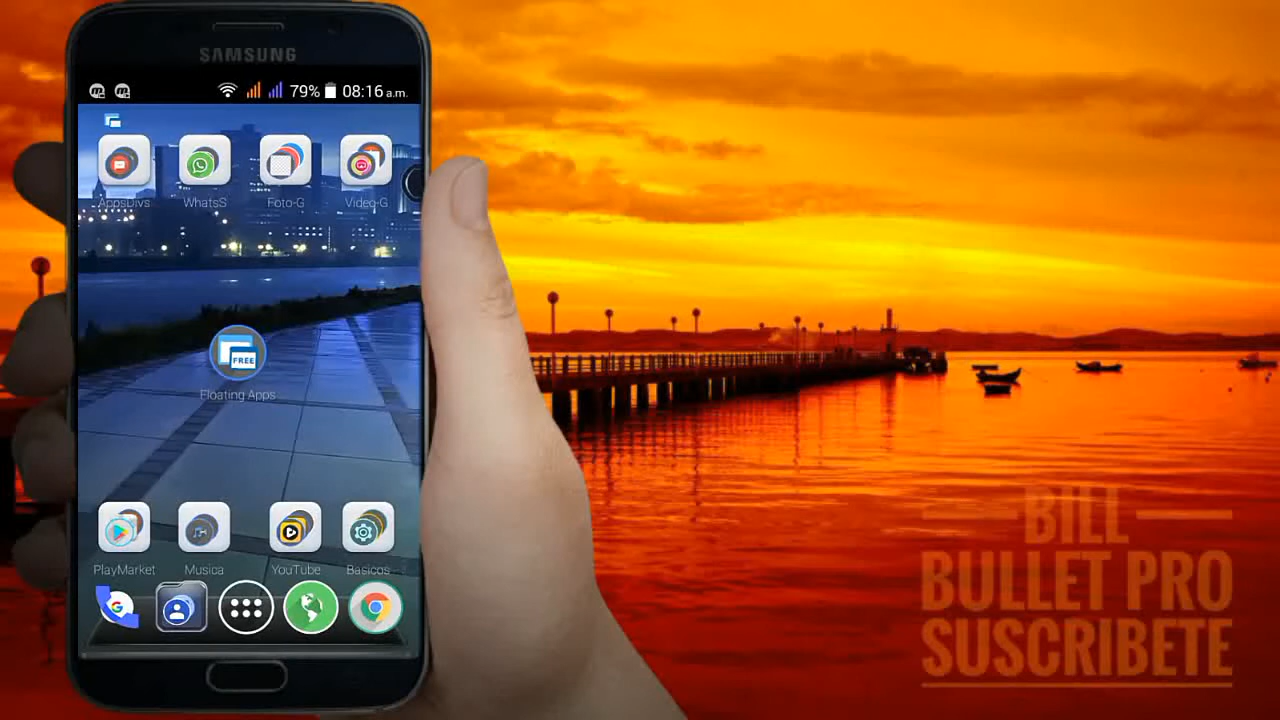 SAMSUNG
79% 08:16 a.m.
AppsDivs WhatsS Foto-G Video-G
FREE
Floating Apps
PlayMarket Musica YouTube Basicos
BILL
BULLET PRO
SUSCRIBETE